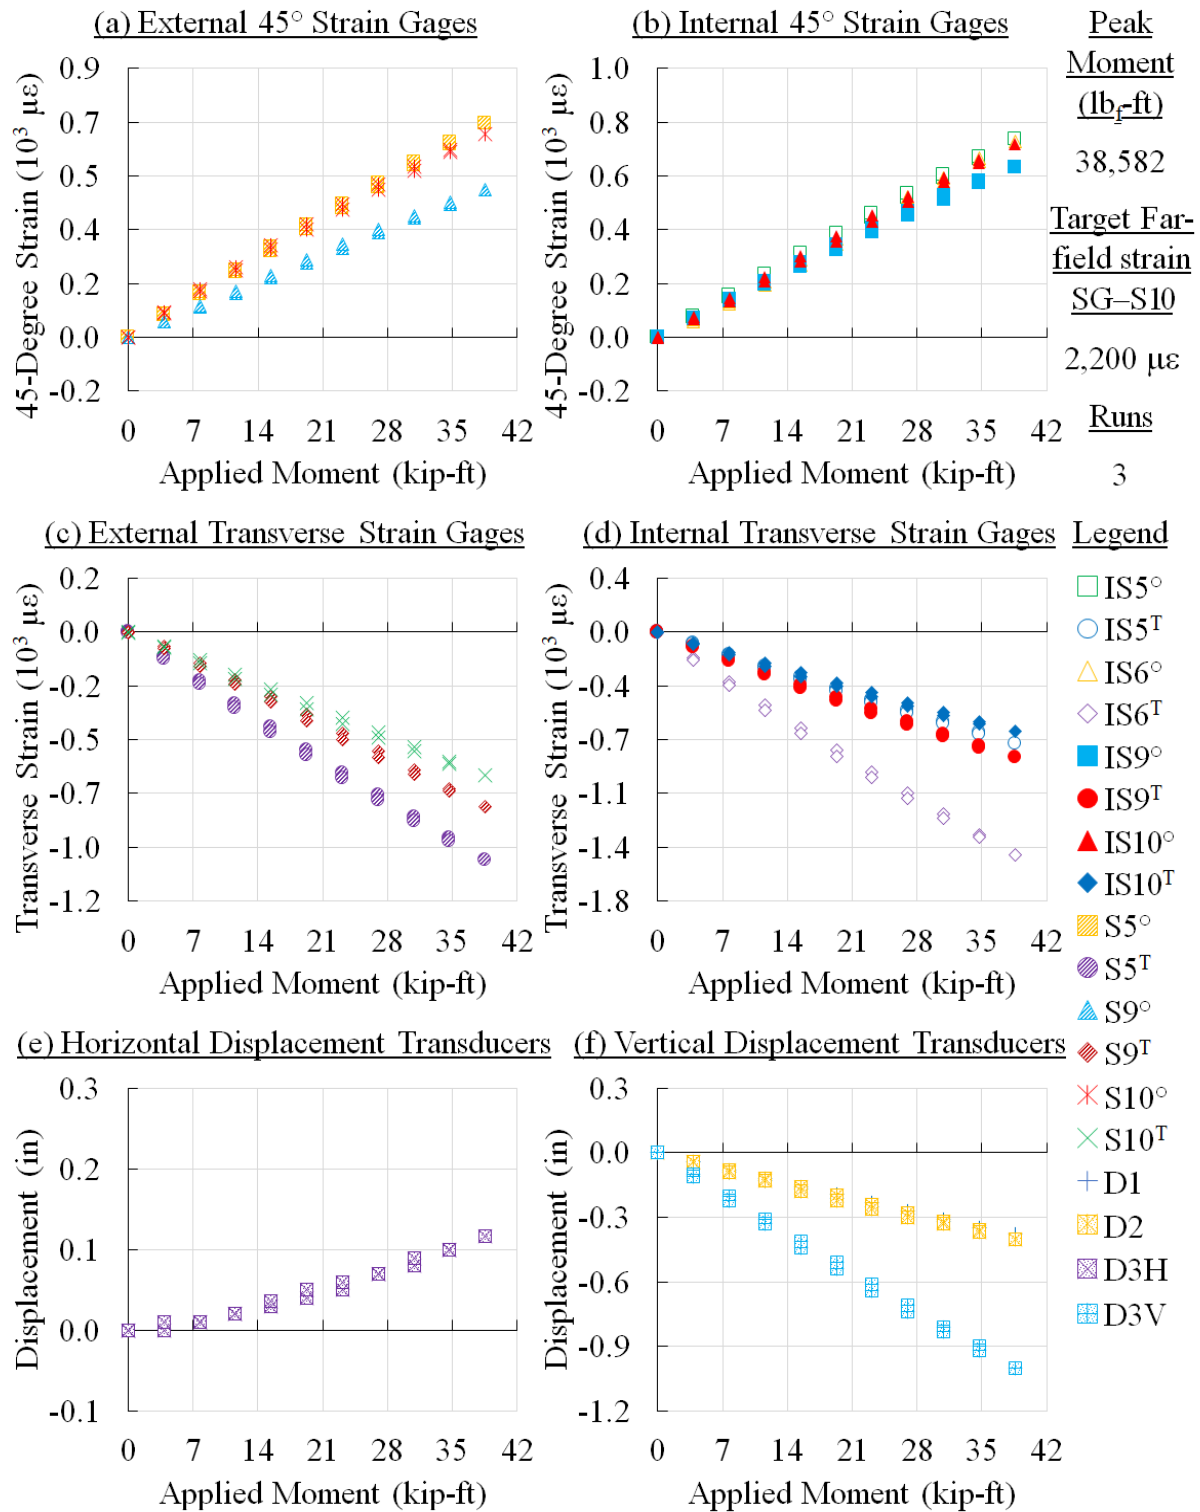 (a) External 45° Strain Gages
45-Degree Strain (10³ µε)
0.9
0.7
0.5
0.4
0.2
0.0
-0.2
0 7 14 21 28 35 42
Applied Moment (kip-ft)
(b) Internal 45° Strain Gages
45-Degree Strain (10³ µε)
1.0
0.8
0.6
0.4
0.2
0.0
-0.2
0 7 14 21 28 35 42
Applied Moment (kip-ft)
Peak
Moment
(lb_f-ft)
38,582
Target Far-
field strain
SG–S10
2,200 µε
Runs
3
(c) External Transverse Strain Gages
Transverse Strain (10³ µε)
0.2
0.0
-0.2
-0.5
-0.7
-1.0
-1.2
0 7 14 21 28 35 42
Applied Moment (kip-ft)
(d) Internal Transverse Strain Gages
Transverse Strain (10³ µε)
0.4
0.0
-0.4
-0.7
-1.1
-1.4
-1.8
0 7 14 21 28 35 42
Applied Moment (kip-ft)
Legend
IS5°
IS5ᵀ
IS6°
IS6ᵀ
IS9°
IS9ᵀ
IS10°
IS10ᵀ
S5°
S5ᵀ
S9°
S9ᵀ
S10°
S10ᵀ
D1
D2
D3H
D3V
(e) Horizontal Displacement Transducers
Displacement (in)
0.3
0.2
0.1
0.0
-0.1
0 7 14 21 28 35 42
Applied Moment (kip-ft)
(f) Vertical Displacement Transducers
Displacement (in)
0.3
0.0
-0.3
-0.6
-0.9
-1.2
0 7 14 21 28 35 42
Applied Moment (kip-ft)